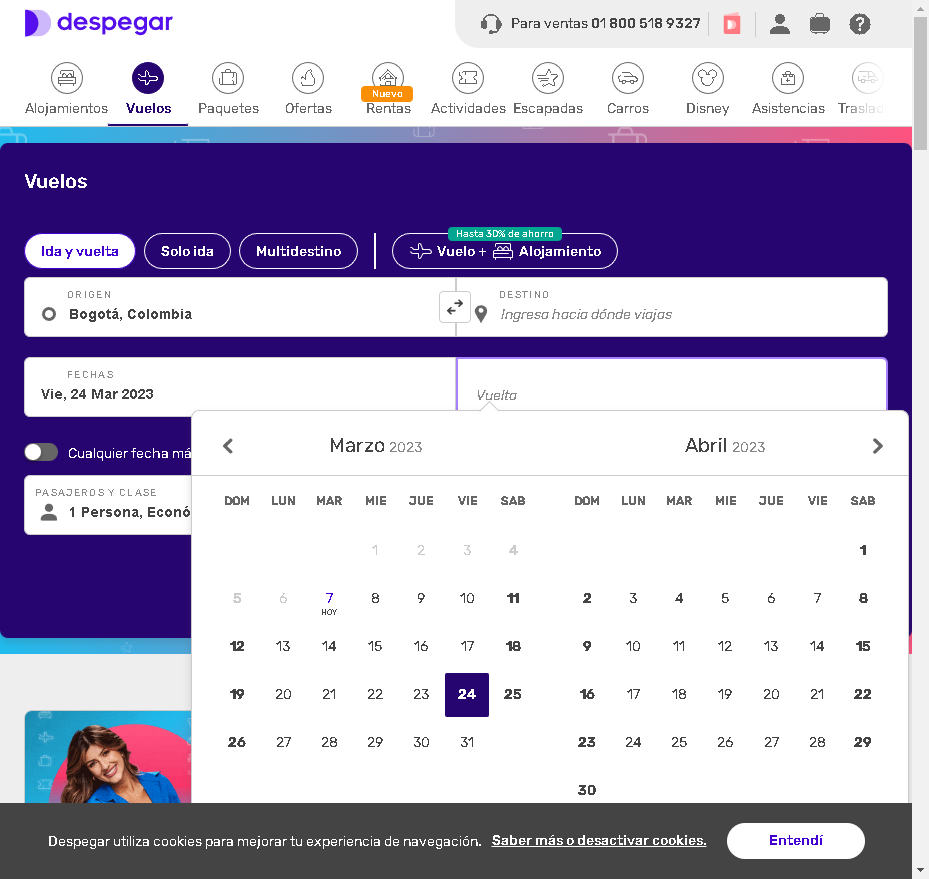 despegar
Para ventas 01 800 518 9327
Alojamientos
Vuelos
Paquetes
Ofertas
Nuevo
Rentas
Actividades
Escapadas
Carros
Disney
Asistencias
Traslad
Vuelos
Ida y vuelta
Solo ida
Multidestino
Hasta 30% de ahorro
Vuelo + Alojamiento
ORIGEN
Bogotá, Colombia
DESTINO
Ingresa hacia dónde viajas
FECHAS
Vie, 24 Mar 2023
Vuelta
Cualquier fecha má
PASAJEROS Y CLASE
1 Persona, Econó
Marzo 2023
DOM LUN MAR MIE JUE VIE SAB
1 2 3 4
5 6 7 8 9 10 11
HOY
12 13 14 15 16 17 18
19 20 21 22 23 24 25
26 27 28 29 30 31
Abril 2023
DOM LUN MAR MIE JUE VIE SAB
1
2 3 4 5 6 7 8
9 10 11 12 13 14 15
16 17 18 19 20 21 22
23 24 25 26 27 28 29
30
Despegar utiliza cookies para mejorar tu experiencia de navegación. Saber más o desactivar cookies.
Entendí